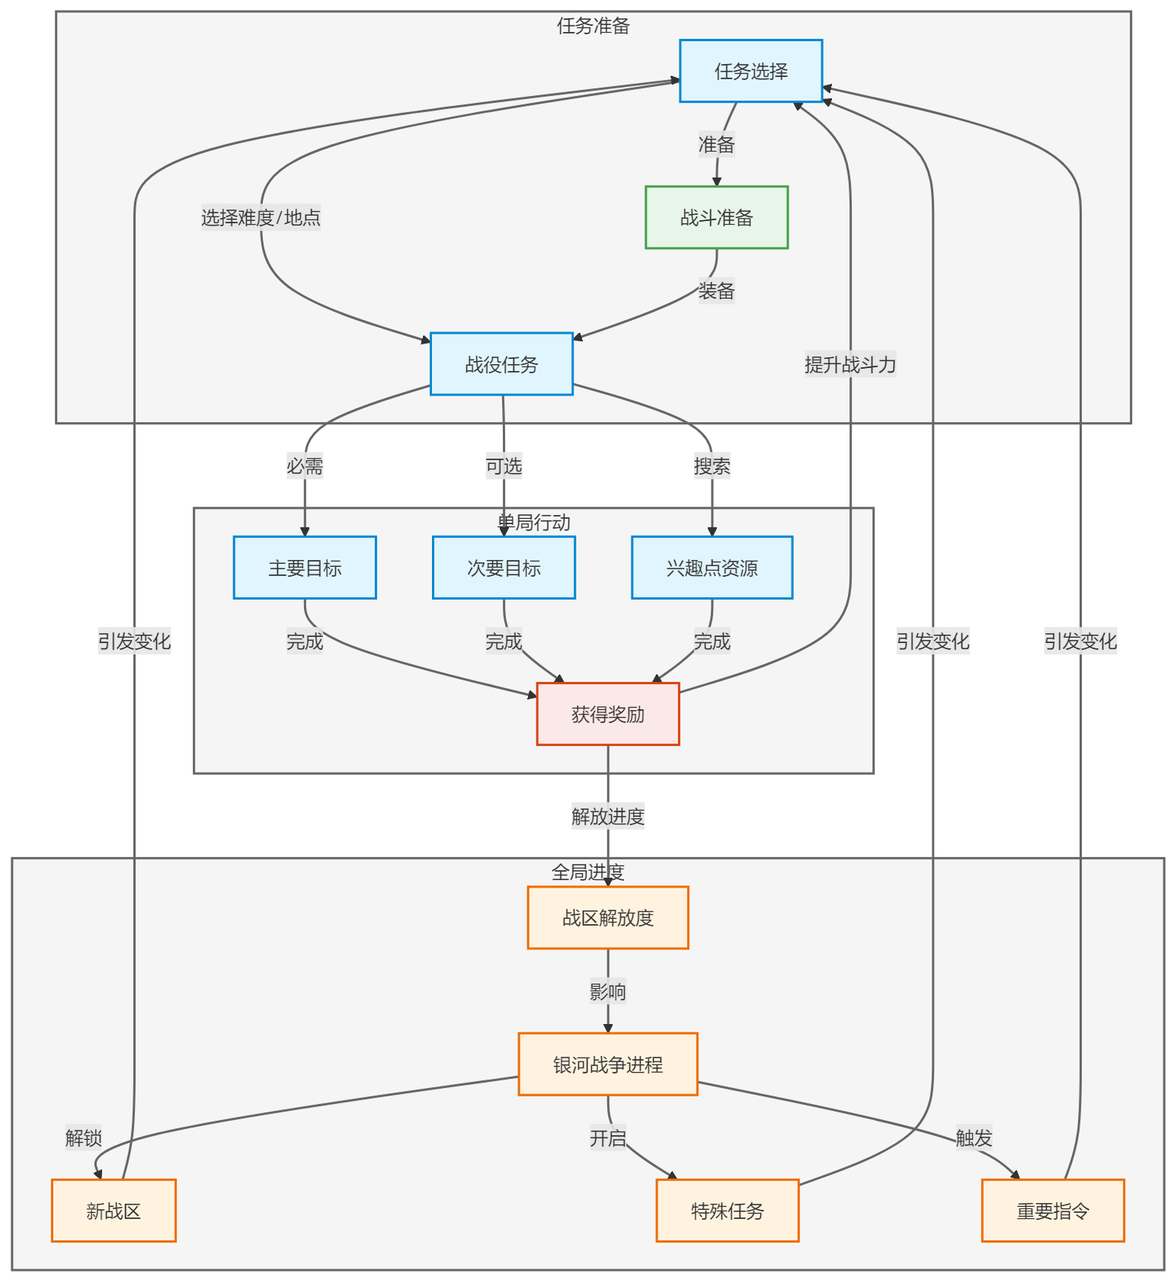 任务准备
任务选择
准备
选择难度/地点
战斗准备
装备
战役任务
提升战斗力
必需
可选
搜索
单局行动
主要目标
次要目标
兴趣点资源
引发变化
完成
完成
完成
引发变化
引发变化
获得奖励
解放进度
全局进度
战区解放度
影响
银河战争进程
解锁
开启
触发
新战区
特殊任务
重要指令